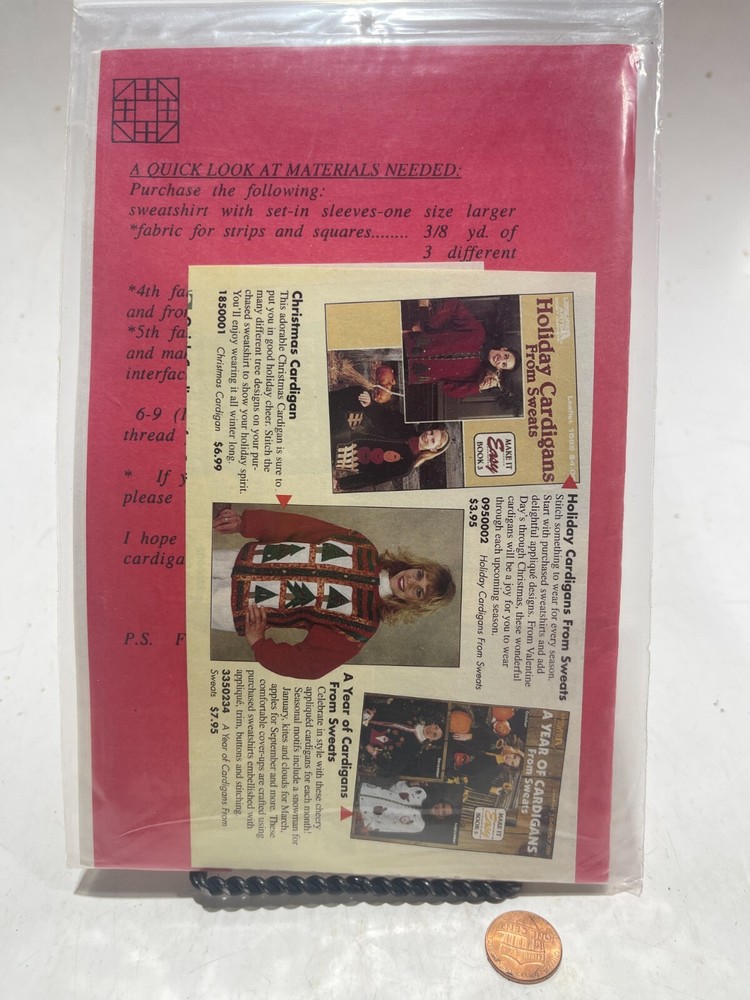 A QUICK LOOK AT MATERIALS NEEDED:
Purchase the following:
sweatshirt with set-in sleeves-one size larger
*fabric for strips and squares........ 3/8 yd. of
3 different
*4th fa
and fro
*5th fa
and ma
interfac
6-9
thread
* If y
please
I hope
cardiga
P.S. F
Holiday Cardigans
From Sweats
MAKE IT
Easy
BOOK 3
Holiday Cardigans From Sweats
Stitch something to wear for every season.
Start with purchased sweatshirts and add
delightful appliqué designs. From Valentine
Day's through Christmas, these wonderful
cardigans will be a joy for you to wear
through each upcoming season.
0950002 Holiday Cardigans From Sweats
$3.95
Christmas Cardigan
This adorable Christmas Cardigan is sure to
put you in good holiday cheer. Stitch the
many different tree designs on your pur-
chased sweatshirt to show your holiday spirit.
You'll enjoy wearing it all winter long.
1850001 Christmas Cardigan $6.99
A YEAR OF CARDIGANS
From Sweats
MAKE IT
Easy
A Year of Cardigans
From Sweats
Celebrate in style with these cheery
appliquéd cardigans for each month!
Seasonal motifs include a snowman for
January, kites and clouds for March,
apples for September and more. These
comfortable cover-ups are crafted using
purchased sweatshirts embellished with
appliqué, trim, buttons and stitching
3350234 A Year of Cardigans From
Sweats $7.95